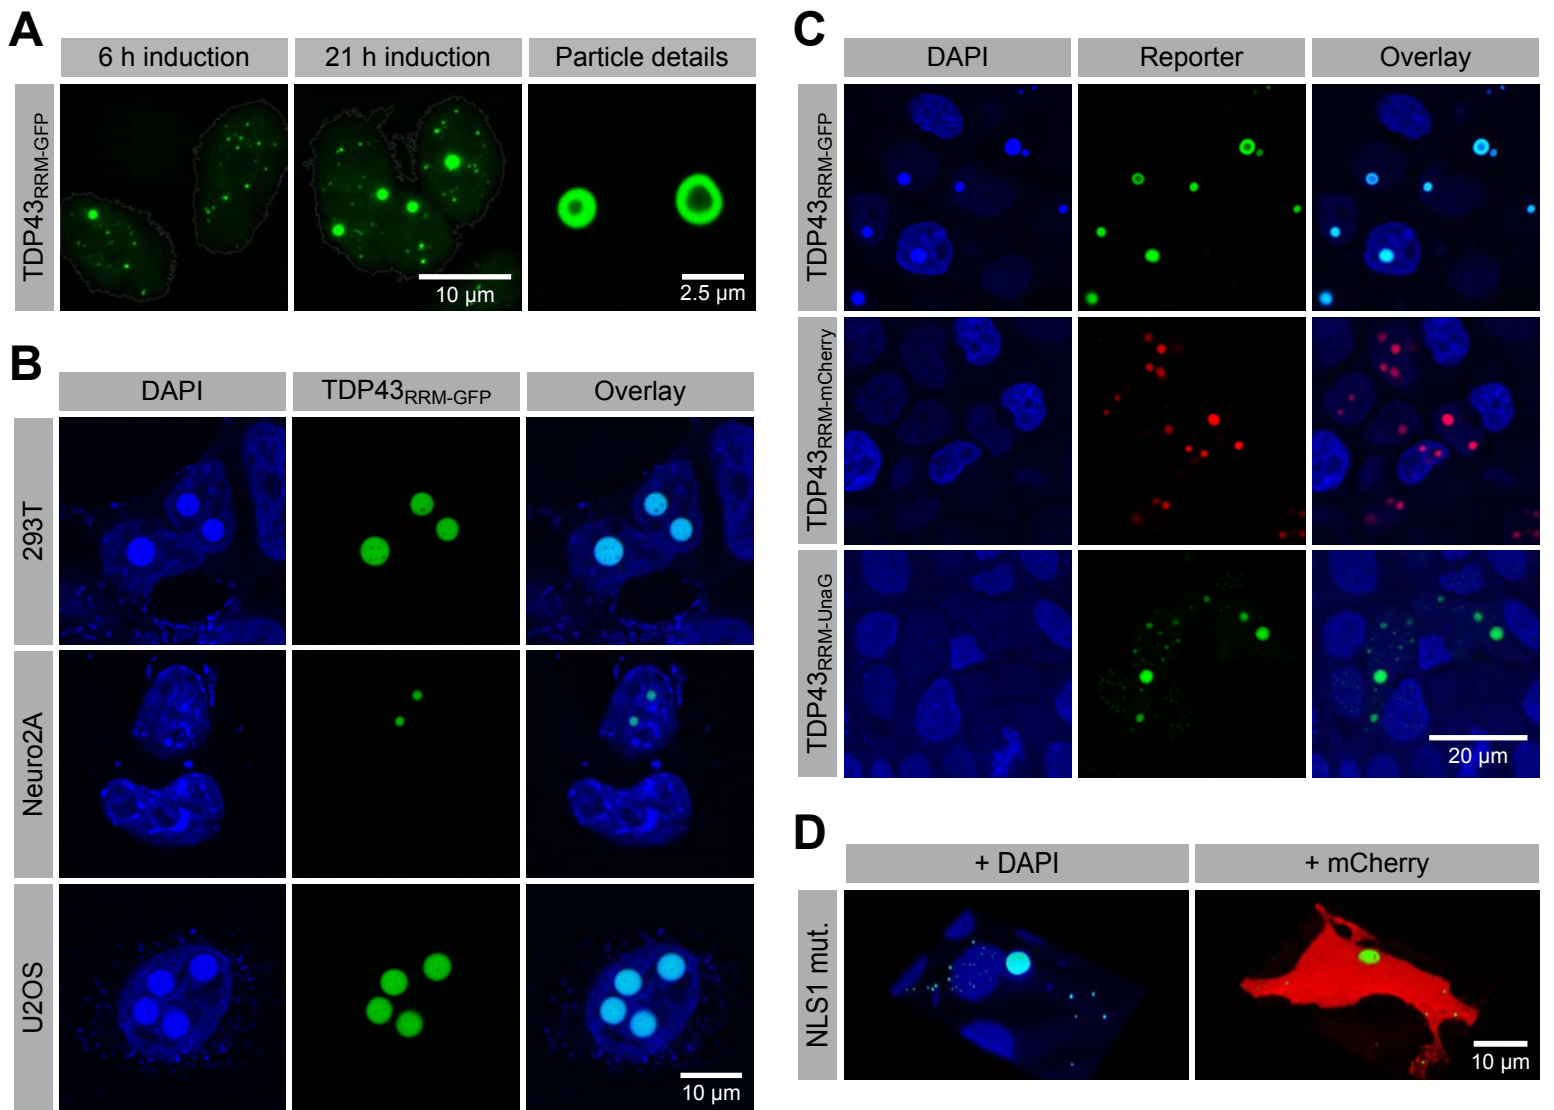 A
6 h induction
21 h induction
Particle details
TDP43RRM-GFP
10 µm
2.5 µm
B
DAPI
TDP43RRM-GFP
Overlay
293T
Neuro2A
U2OS
10 µm
C
DAPI
Reporter
Overlay
TDP43RRM-GFP
TDP43RRM-mCherry
TDP43RRM-UnaG
20 µm
D
+ DAPI
+ mCherry
NLS1 mut.
10 µm